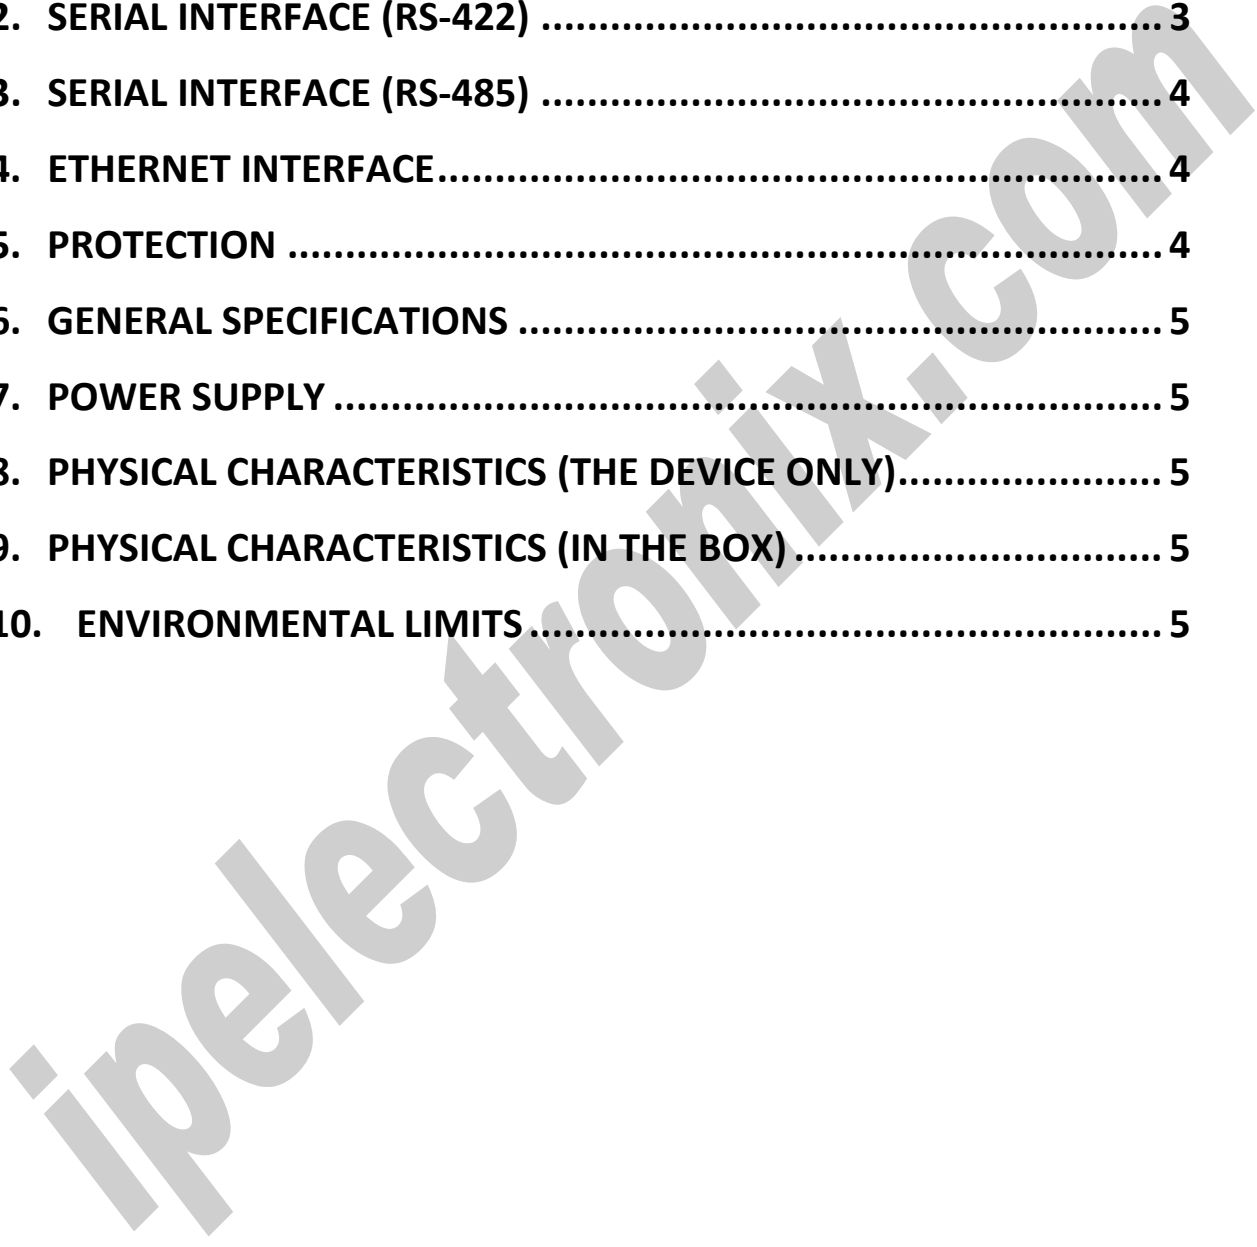 2. SERIAL INTERFACE (RS-422) ........................................................ 3
3. SERIAL INTERFACE (RS-485) ........................................................ 4
4. ETHERNET INTERFACE.................................................................. 4
5. PROTECTION ............................................................................... 4
6. GENERAL SPECIFICATIONS .......................................................... 5
7. POWER SUPPLY ........................................................................... 5
8. PHYSICAL CHARACTERISTICS (THE DEVICE ONLY)........................ 5
9. PHYSICAL CHARACTERISTICS (IN THE BOX) ................................. 5
10. ENVIRONMENTAL LIMITS ......................................................... 5
ipelectronix.com